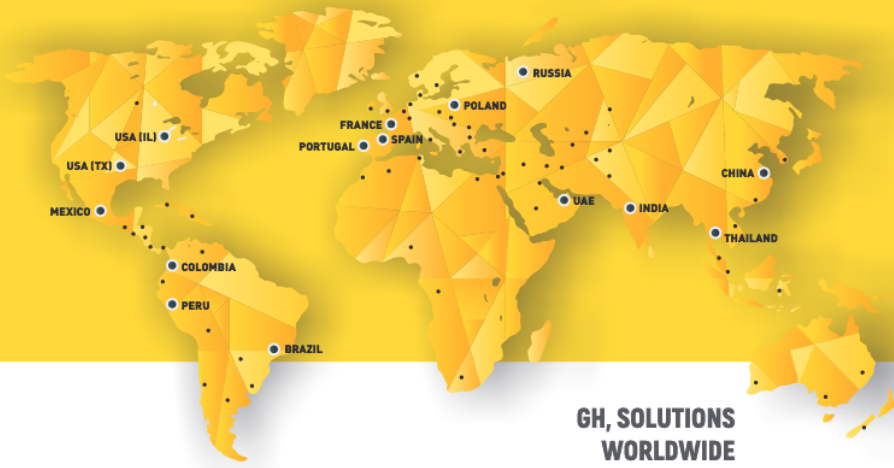 RUSSIA
POLAND
FRANCE
SPAIN
PORTUGAL
USA (IL)
USA (TX)
CHINA
MEXICO
UAE
INDIA
THAILAND
COLOMBIA
PERU
BRAZIL
GH, SOLUTIONS
WORLDWIDE